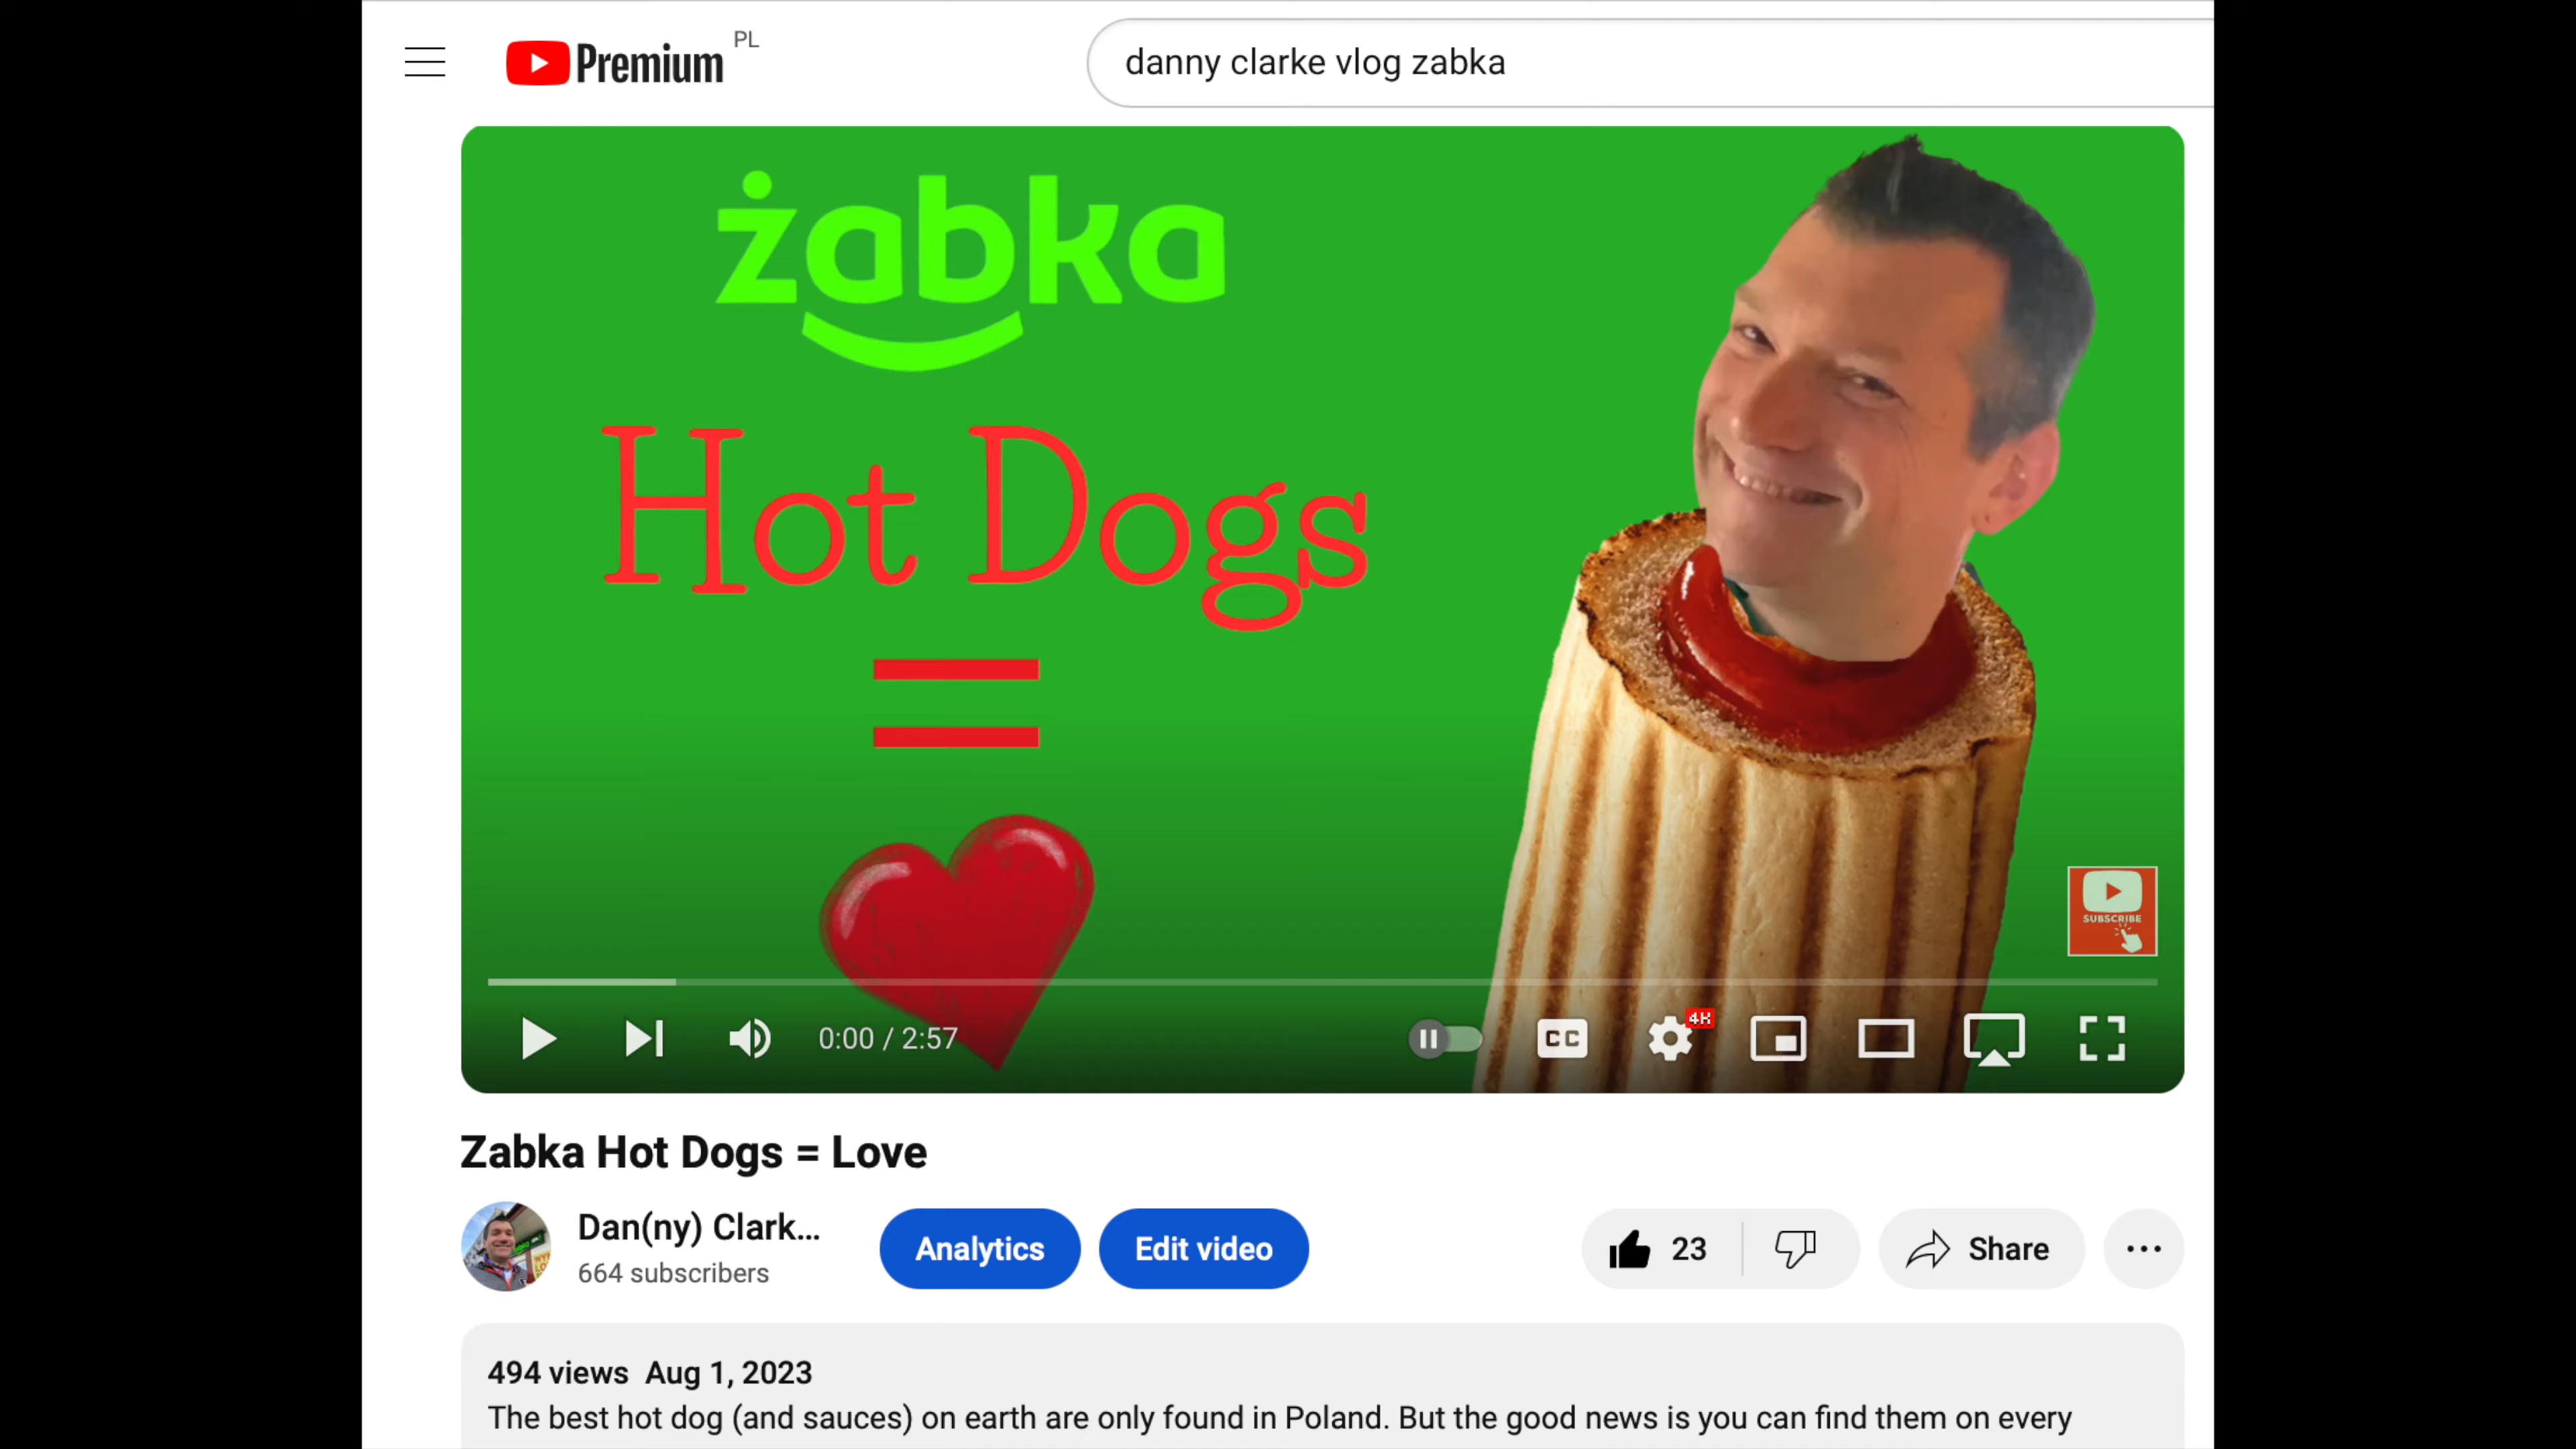 Premium PL
danny clarke vlog zabka
żabka
Hot Dogs
=
SUBSCRIBE
0:00 / 2:57
CC
4K
Zabka Hot Dogs = Love
Dan(ny) Clark...
664 subscribers
Analytics
Edit video
23
Share
494 views Aug 1, 2023
The best hot dog (and sauces) on earth are only found in Poland. But the good news is you can find them on every